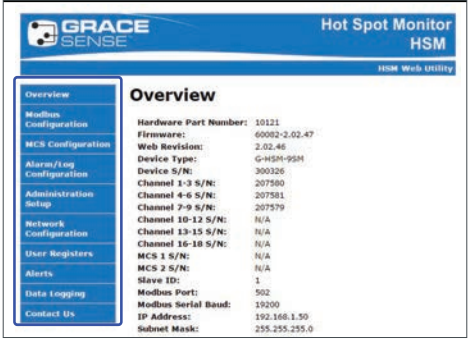 GRACE
SENSE
Hot Spot Monitor
HSM
HSM Web Utility
Overview
Modbus
Configuration
MCS Configuration
Alarm/Log
Configuration
Administration
Setup
Network
Configuration
User Registers
Alerts
Data Logging
Contact Us
Overview
Hardware Part Number: 10121
Firmware: 60082-2.02.47
Web Revision: 2.02.46
Device Type: G-HSM-9SM
Device S/N: 300326
Channel 1-3 S/N: 207580
Channel 4-6 S/N: 207581
Channel 7-9 S/N: 207579
Channel 10-12 S/N: N/A
Channel 13-15 S/N: N/A
Channel 16-18 S/N: N/A
MCS 1 S/N: N/A
MCS 2 S/N: N/A
Slave ID: 1
Modbus Port: 502
Modbus Serial Baud: 19200
IP Address: 192.168.1.50
Subnet Mask: 255.255.255.0